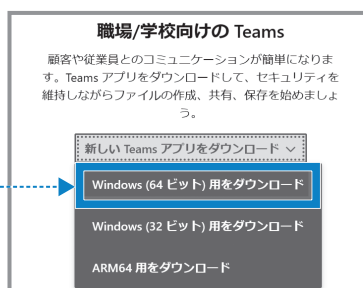 職場/学校向けの Teams
顧客や従業員とのコミュニケーションが簡単になりま
す。Teams アプリをダウンロードして、セキュリティを
維持しながらファイルの作成、共有、保存を始めましょ
う。
新しい Teams アプリをダウンロード
Windows (64 ビット) 用をダウンロード
Windows (32 ビット) 用をダウンロード
ARM64 用をダウンロード